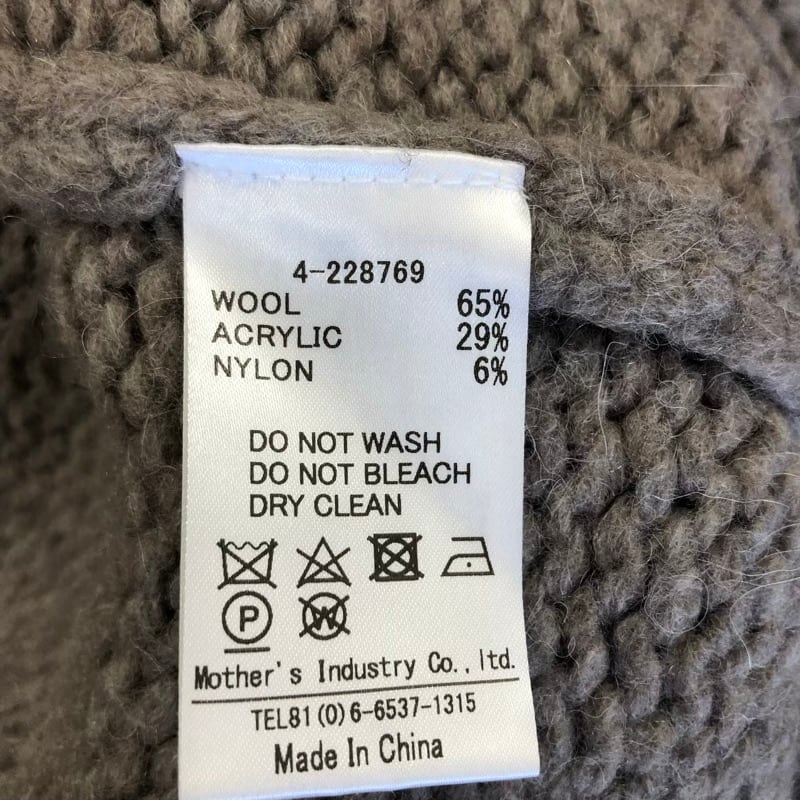 4-228769
WOOL 65%
ACRYLIC 29%
NYLON 6%
DO NOT WASH
DO NOT BLEACH
DRY CLEAN
P W
Mother's Industry Co., ltd.
TEL81(0)6-6537-1315
Made In China